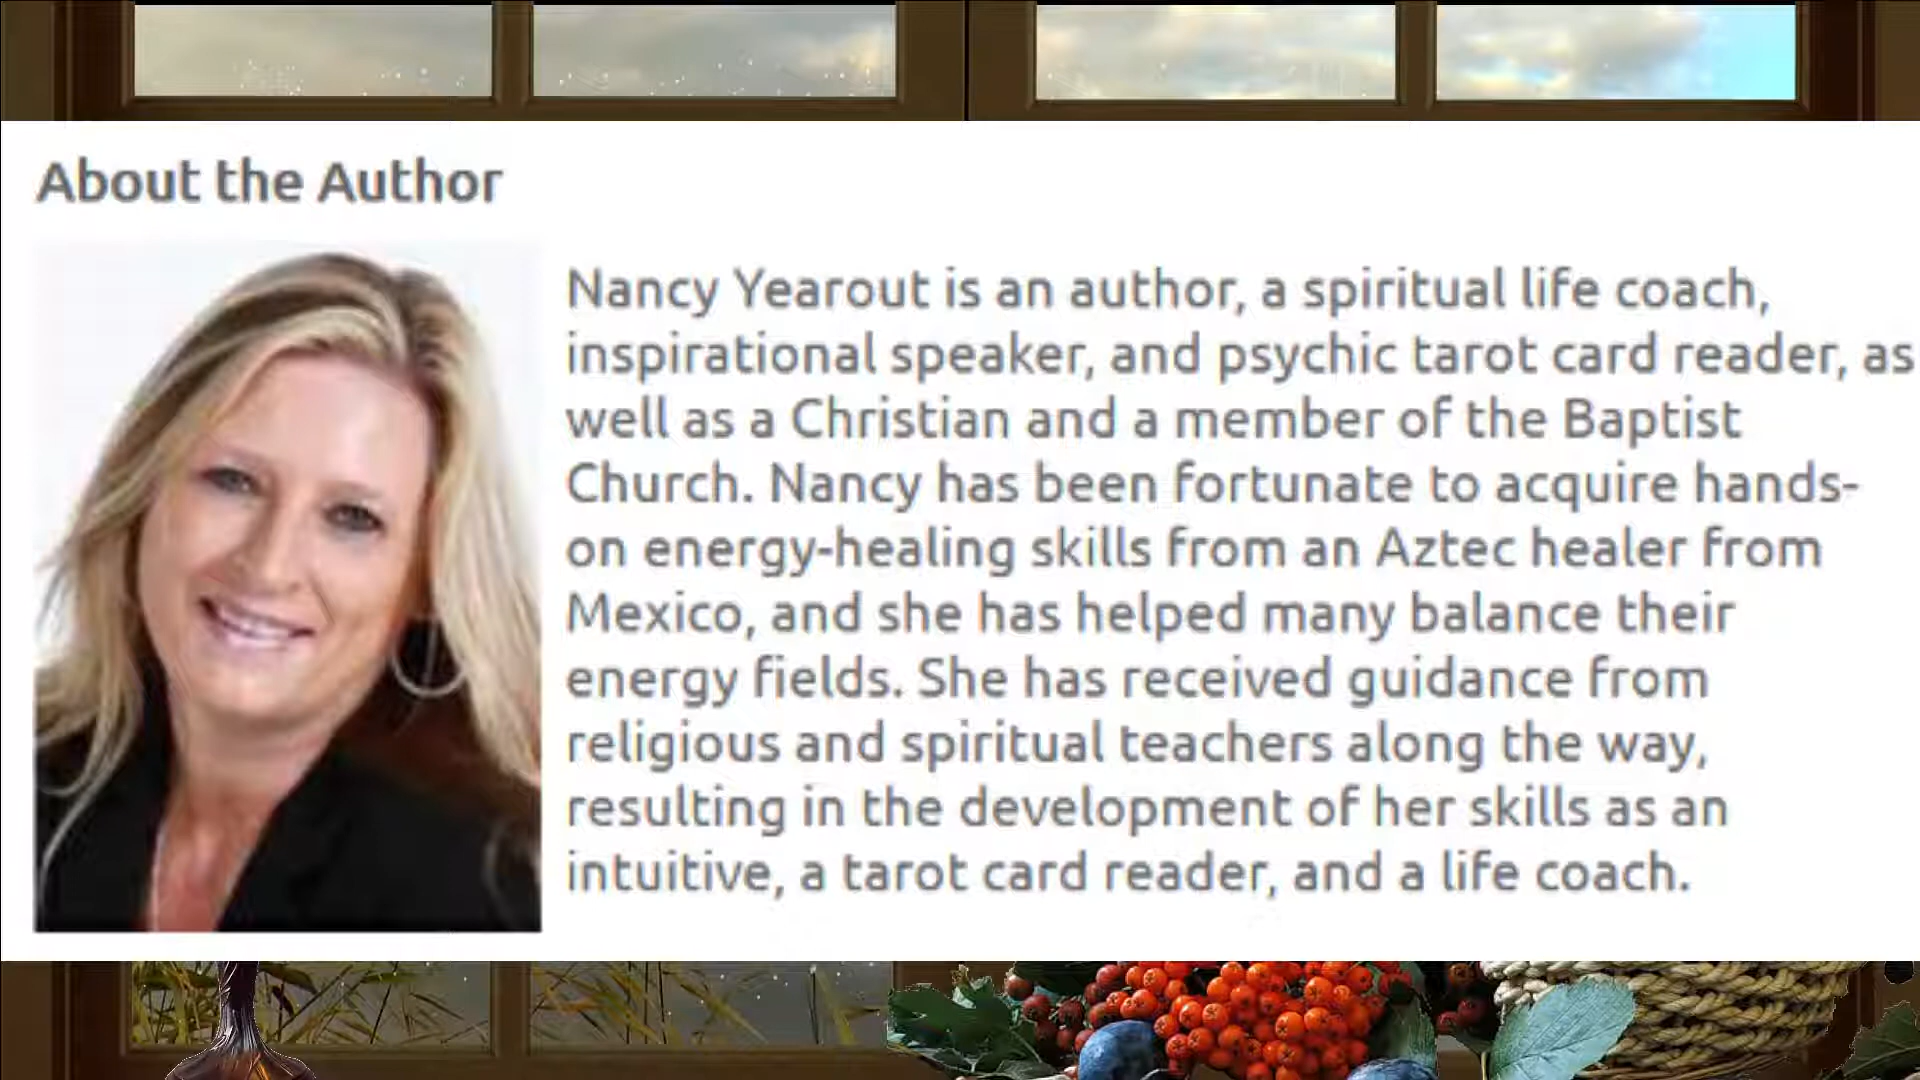 About the Author
Nancy Yearout is an author, a spiritual life coach,
inspirational speaker, and psychic tarot card reader, as
well as a Christian and a member of the Baptist
Church. Nancy has been fortunate to acquire hands-
on energy-healing skills from an Aztec healer from
Mexico, and she has helped many balance their
energy fields. She has received guidance from
religious and spiritual teachers along the way,
resulting in the development of her skills as an
intuitive, a tarot card reader, and a life coach.